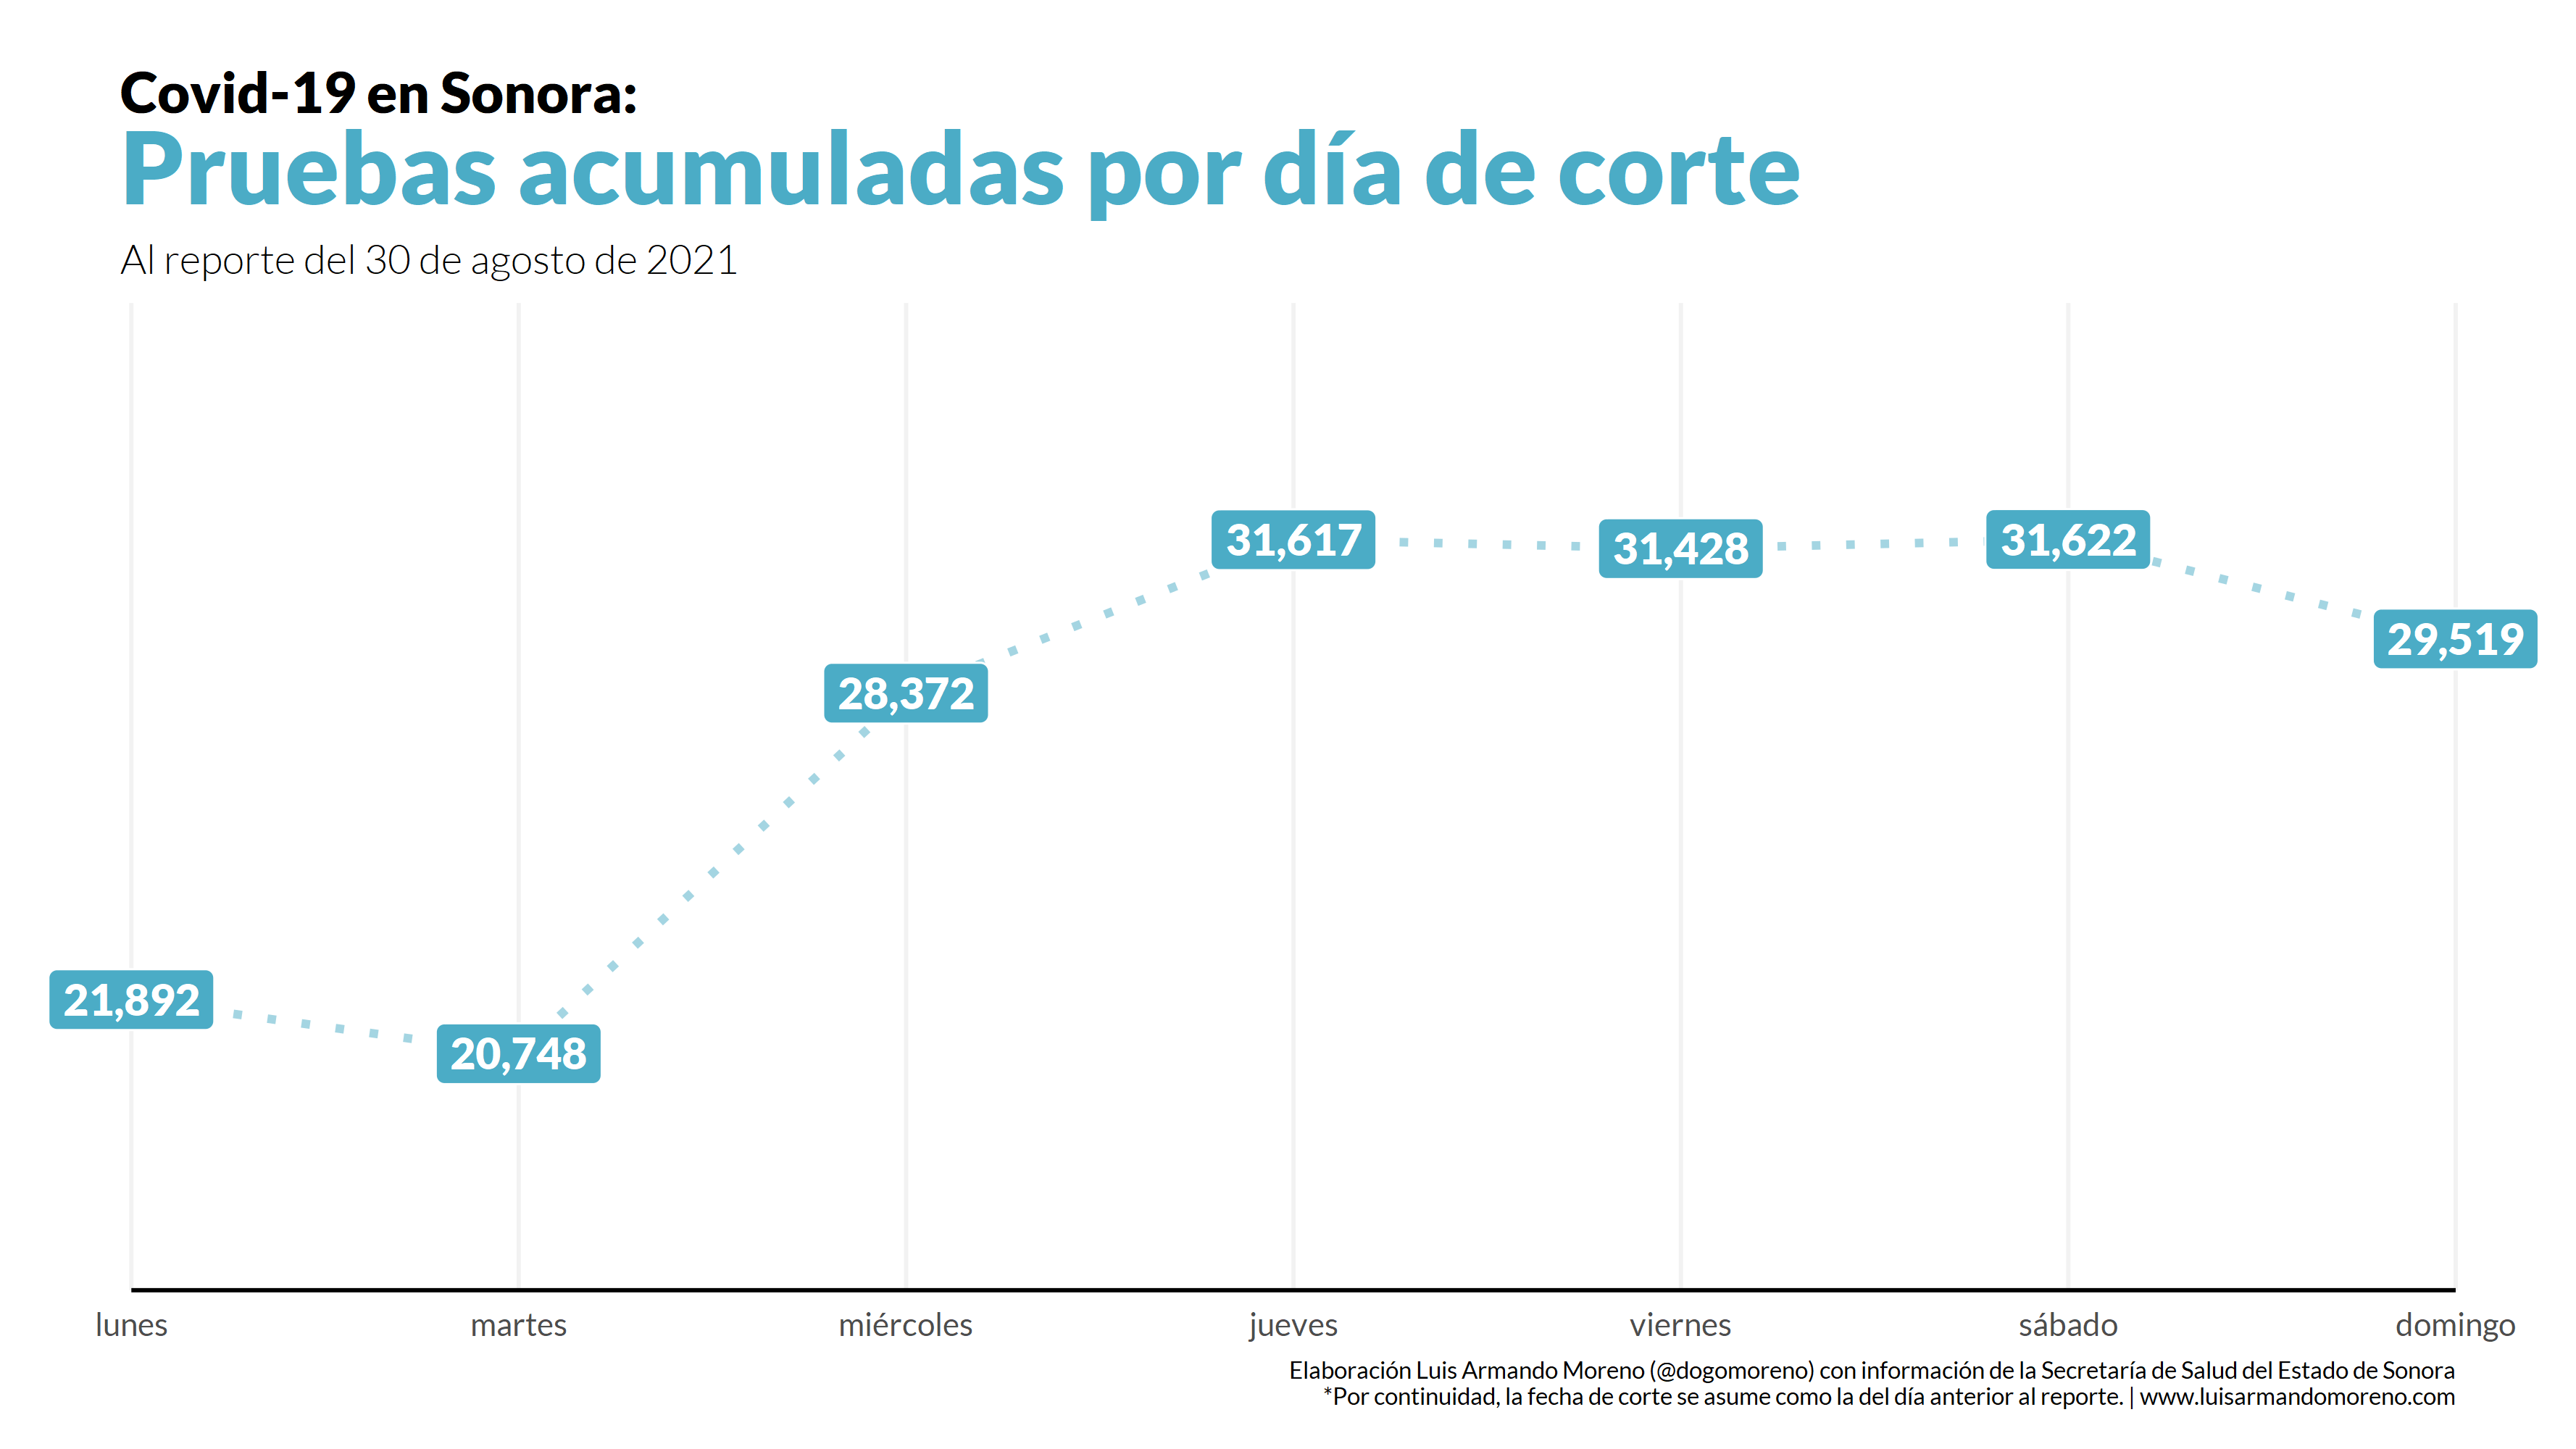 Covid-19 en Sonora:
Pruebas acumuladas por día de corte
Al reporte del 30 de agosto de 2021
31,617
31,428
31,622
29,519
28,372
21,892
20,748
lunes
martes
miércoles
jueves
viernes
sábado
domingo
Elaboración Luis Armando Moreno (@dogomoreno) con información de la Secretaría de Salud del Estado de Sonora
*Por continuidad, la fecha de corte se asume como la del día anterior al reporte. | www.luisarmandomoreno.com